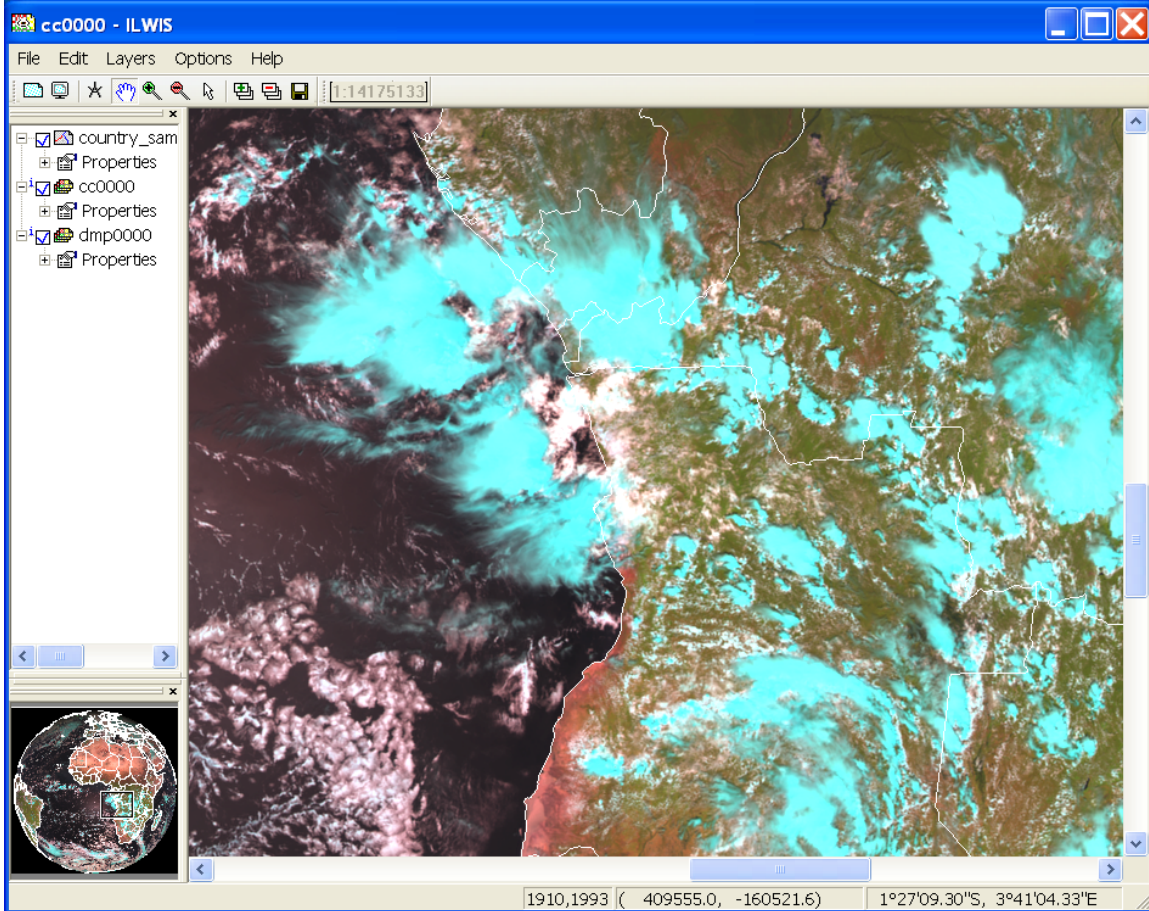 cc0000 - ILWIS
File Edit Layers Options Help
[1:14175133]
country_sam
Properties
cc0000
Properties
dmp0000
Properties
1910,1993 ( 409555.0, -160521.6) 1°27'09.30"S, 3°41'04.33"E